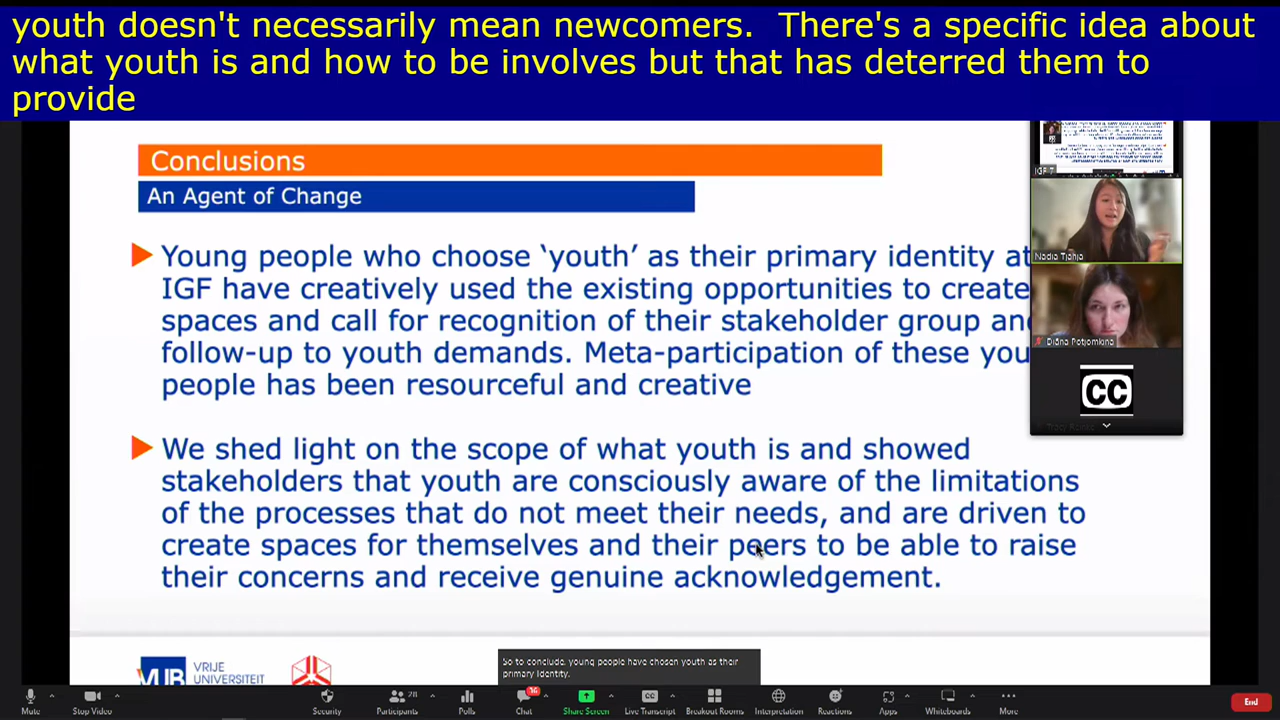 youth doesn't necessarily mean newcomers.  There's a specific idea about
what youth is and how to be involves but that has deterred them to
provide
Conclusions
An Agent of Change
Young people who choose ‘youth’ as their primary identity at
IGF have creatively used the existing opportunities to create
spaces and call for recognition of their stakeholder group and
follow-up to youth demands. Meta-participation of these you
people has been resourceful and creative
We shed light on the scope of what youth is and showed
stakeholders that youth are consciously aware of the limitations
of the processes that do not meet their needs, and are driven to
create spaces for themselves and their peers to be able to raise
their concerns and receive genuine acknowledgement.
IGF 7
Nadia Tjahja
Diāna Potjomkina
CC
So to conclude, young people have chosen youth as their
primary identity.
VUB
VRIJE
UNIVERSITEIT
Mute
Stop Video
Security
28
Participants
Polls
16
Chat
Share Screen
CC
Live Transcript
Breakout Rooms
Interpretation
Reactions
Apps
Whiteboards
More
End